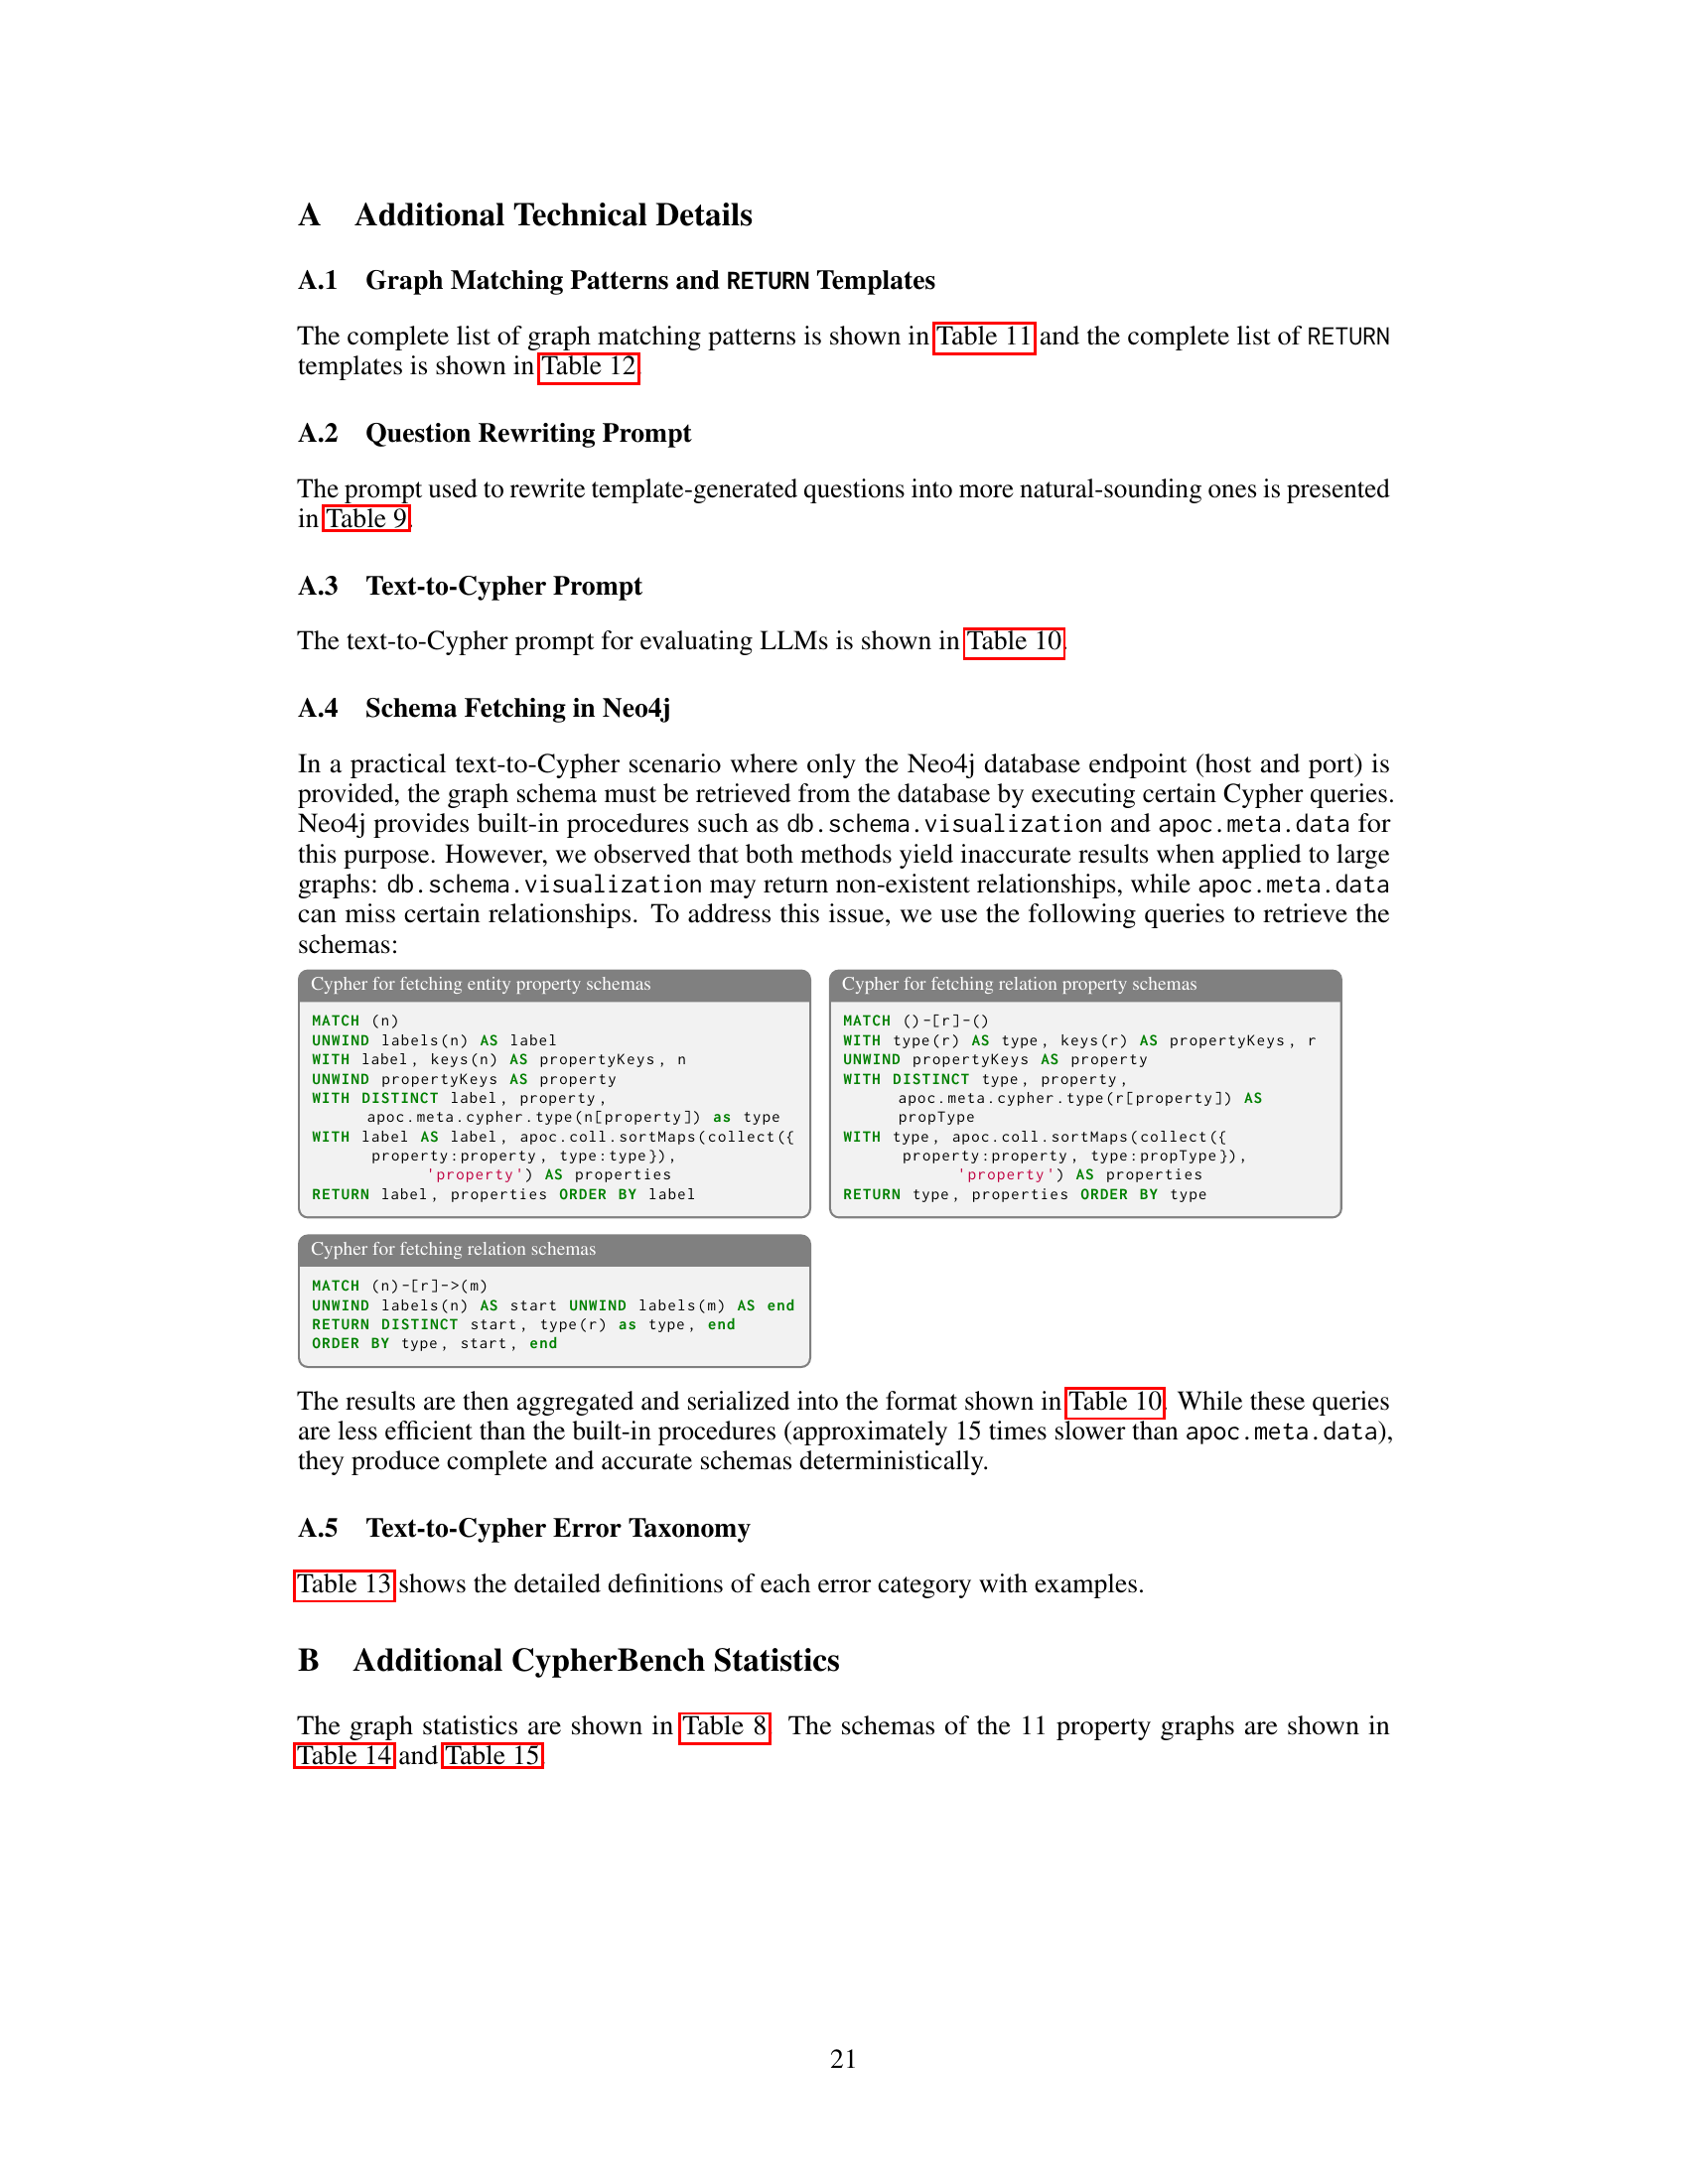 A Additional Technical Details
A.1 Graph Matching Patterns and RETURN Templates
The complete list of graph matching patterns is shown in Table 11 and the complete list of RETURN
templates is shown in Table 12.
A.2 Question Rewriting Prompt
The prompt used to rewrite template-generated questions into more natural-sounding ones is presented
in Table 9.
A.3 Text-to-Cypher Prompt
The text-to-Cypher prompt for evaluating LLMs is shown in Table 10.
A.4 Schema Fetching in Neo4j
In a practical text-to-Cypher scenario where only the Neo4j database endpoint (host and port) is
provided, the graph schema must be retrieved from the database by executing certain Cypher queries.
Neo4j provides built-in procedures such as db.schema.visualization and apoc.meta.data for
this purpose. However, we observed that both methods yield inaccurate results when applied to large
graphs: db.schema.visualization may return non-existent relationships, while apoc.meta.data
can miss certain relationships. To address this issue, we use the following queries to retrieve the
schemas:
Cypher for fetching entity property schemas
MATCH (n)
UNWIND labels(n) AS label
WITH label, keys(n) AS propertyKeys, n
UNWIND propertyKeys AS property
WITH DISTINCT label, property,
apoc.meta.cypher.type(n[property]) as type
WITH label AS label, apoc.coll.sortMaps(collect({
property:property, type:type}),
'property') AS properties
RETURN label, properties ORDER BY label
Cypher for fetching relation property schemas
MATCH ()-[r]-()
WITH type(r) AS type, keys(r) AS propertyKeys, r
UNWIND propertyKeys AS property
WITH DISTINCT type, property,
apoc.meta.cypher.type(r[property]) AS
propType
WITH type, apoc.coll.sortMaps(collect({
property:property, type:propType}),
'property') AS properties
RETURN type, properties ORDER BY type
Cypher for fetching relation schemas
MATCH (n)-[r]->(m)
UNWIND labels(n) AS start UNWIND labels(m) AS end
RETURN DISTINCT start, type(r) as type, end
ORDER BY type, start, end
The results are then aggregated and serialized into the format shown in Table 10. While these queries
are less efficient than the built-in procedures (approximately 15 times slower than apoc.meta.data),
they produce complete and accurate schemas deterministically.
A.5 Text-to-Cypher Error Taxonomy
Table 13 shows the detailed definitions of each error category with examples.
B Additional CypherBench Statistics
The graph statistics are shown in Table 8. The schemas of the 11 property graphs are shown in
Table 14 and Table 15.
21